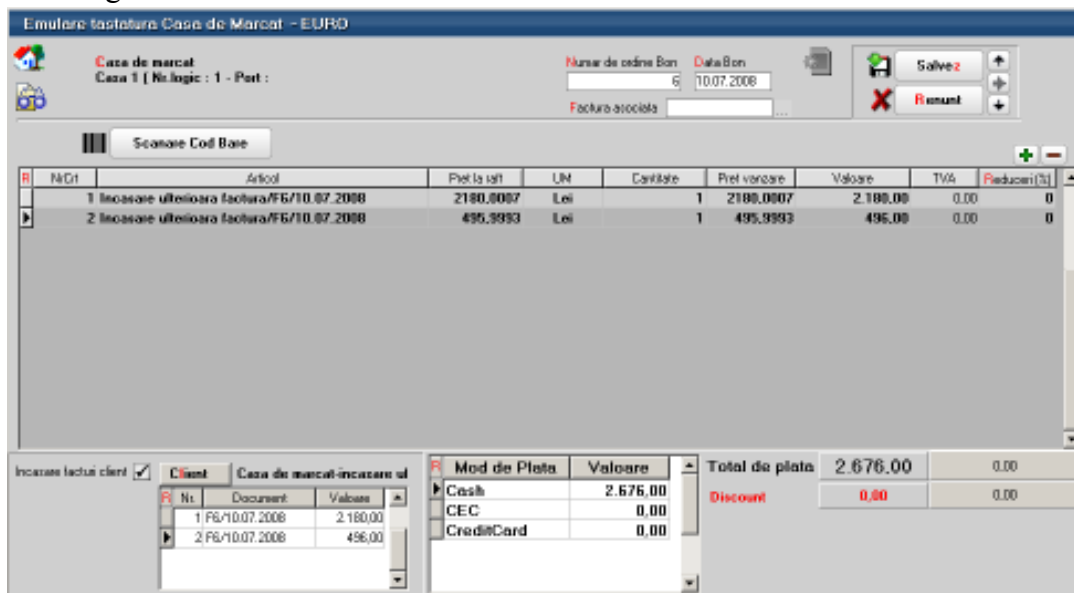 Emulare tastatura Casa de Marcat - EURO
Casa de marcat
Casa 1 ( Nr.logic : 1 - Port :
Numar de ordine Bon Data Bon
6 10.07.2008
Factura asociata ...
Salvez
Renunt
Scanare Cod Bare
R NrCrt Articol Pret la raft UM Cantitate Pret vanzare Valoare TVA Reduceri(%)
1 Incasare ulterioara factura/F6/10.07.2008 2180.0007 Lei 1 2180.0007 2.180,00 0.00 0
2 Incasare ulterioara factura/F6/10.07.2008 495.9993 Lei 1 495.9993 496,00 0.00 0
Incasare facturi client Client Casa de marcat-incasare ul
R Nr. Document Valoare
1 F6/10.07.2008 2.180,00
2 F6/10.07.2008 496,00
R Mod de Plata Valoare
Cash 2.676,00
CEC 0,00
CreditCard 0,00
Total de plata 2.676,00 0.00
Discount 0,00 0.00